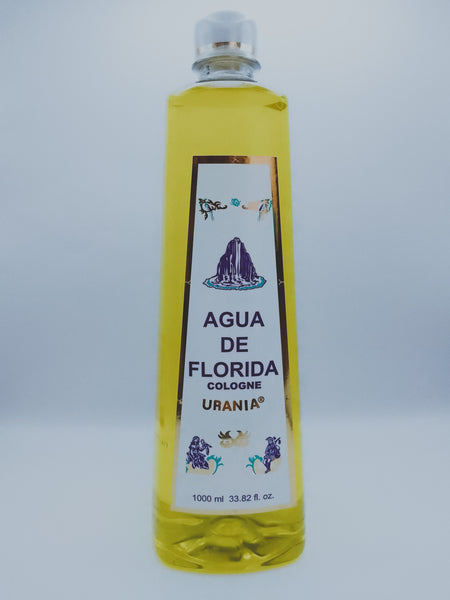 AGUA
DE
FLORIDA
COLOGNE
URANIA®
1000 ml 33.82 fl. oz.